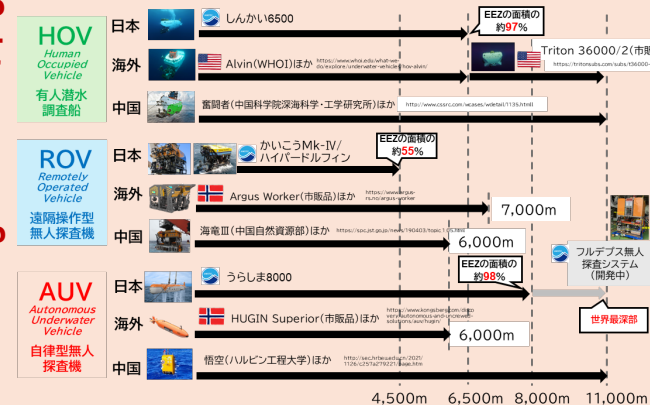 HOV
Human
Occupied
Vehicle
有人潜水
調査船
日本
しんかい6500
EEZの面積の
約97%
海外
Alvin(WHOI)ほか
Triton 36000/2(市販
中国
奮闘者(中国科学院深海科学・工学研究所)ほか
ROV
Remotely
Operated
Vehicle
遠隔操作型
無人探査機
日本
かいこうMk-Ⅳ/
ハイパードルフィン
EEZの面積の
約55%
海外
Argus Worker(市販品)ほか
7,000m
中国
海竜Ⅲ(中国自然資源部)ほか
6,000m
フルデプス無人
探査システム
(開発中)
AUV
Autonomous
Underwater
Vehicle
自律型無人
探査機
日本
うらしま8000
EEZの面積の
約98%
世界最深部
海外
HUGIN Superior(市販品)ほか
6,000m
中国
悟空(ハルビン工程大学)ほか
4,500m 6,500m 8,000m 11,000m